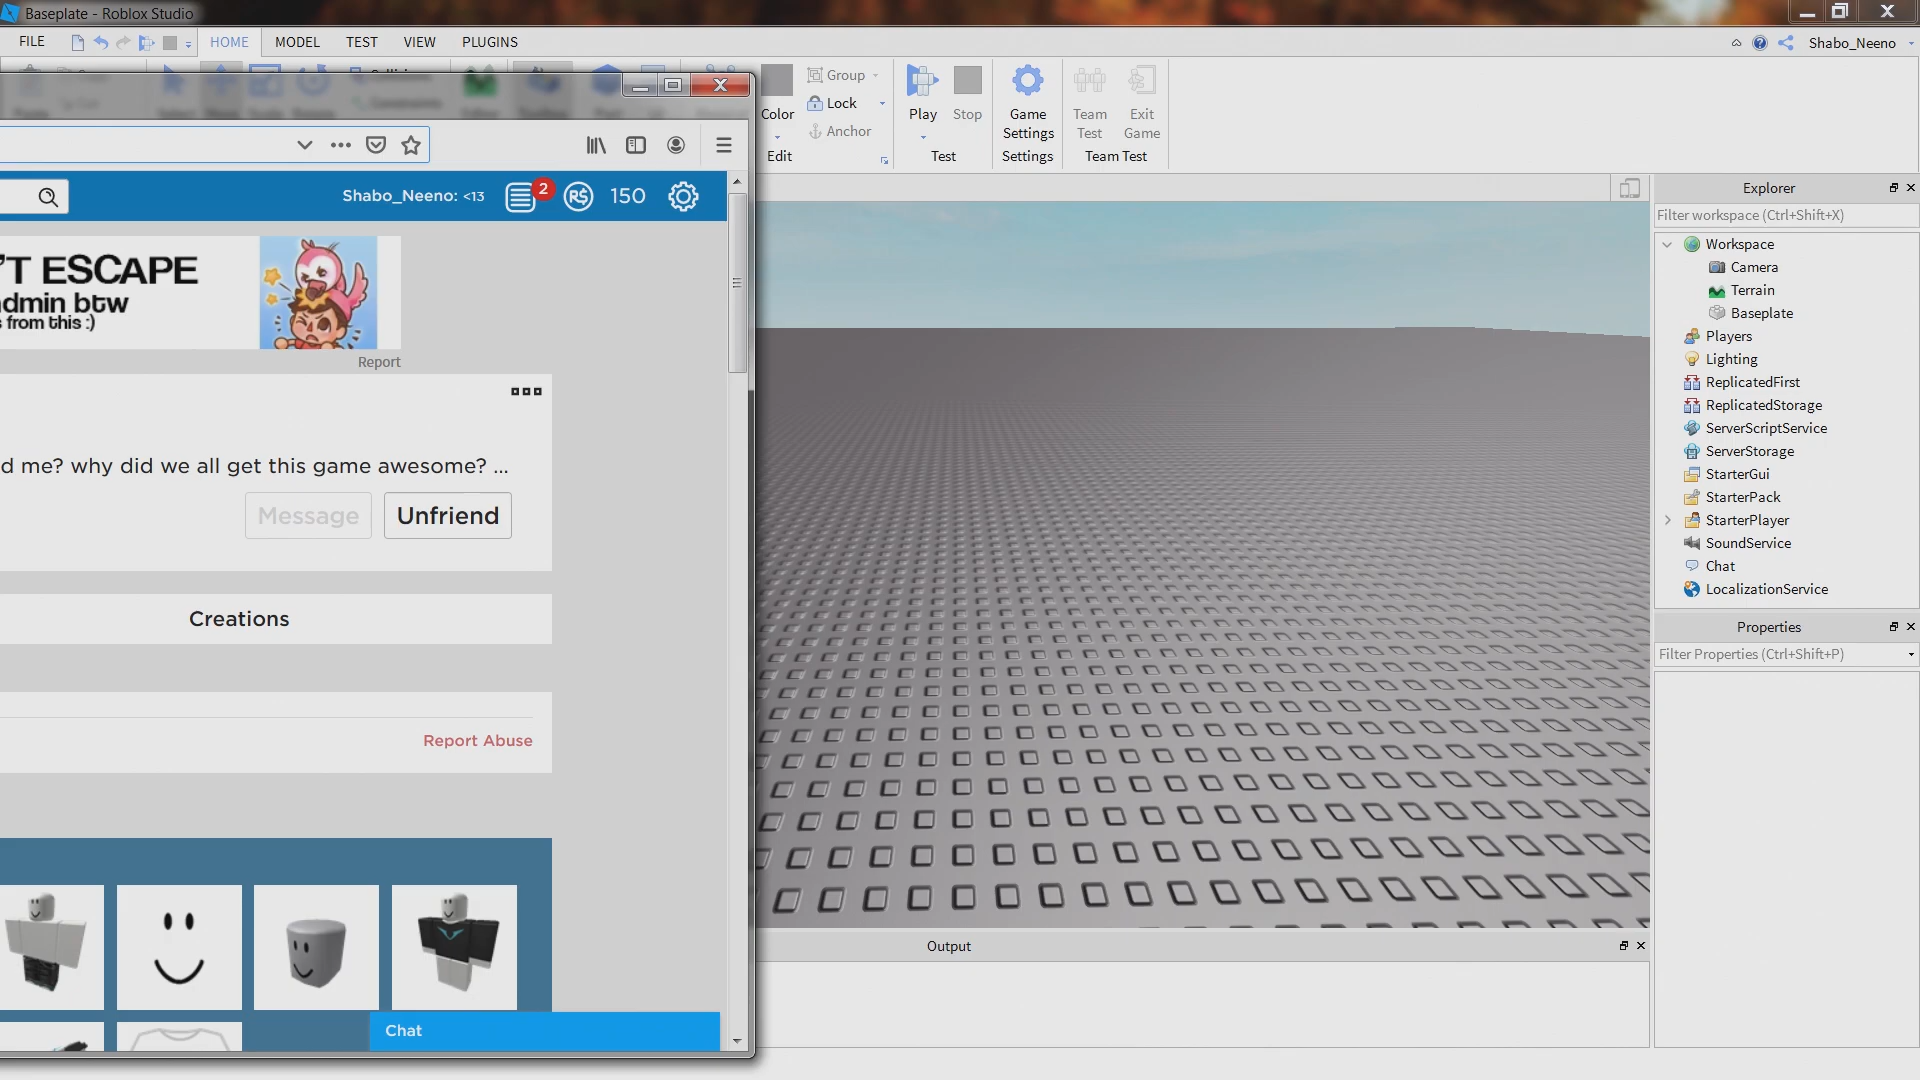 Baseplate - Roblox Studio
FILE
HOME
MODEL
TEST
VIEW
PLUGINS
Shabo_Neeno
Color
Group
Lock
Anchor
Edit
Play
Stop
Test
Game
Settings
Settings
Team
Test
Exit
Game
Team Test
Shabo_Neeno: <13
2
R$
150
'T ESCAPE
dmin btw
s from this :)
Report
d me? why did we all get this game awesome? ...
Message
Unfriend
Creations
Report Abuse
Chat
Explorer
Filter workspace (Ctrl+Shift+X)
Workspace
Camera
Terrain
Baseplate
Players
Lighting
ReplicatedFirst
ReplicatedStorage
ServerScriptService
ServerStorage
StarterGui
StarterPack
StarterPlayer
SoundService
Chat
LocalizationService
Properties
Filter Properties (Ctrl+Shift+P)
Output